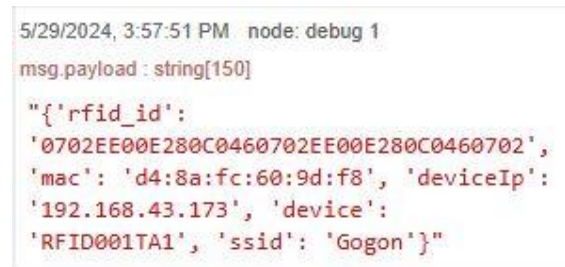 5/29/2024, 3:57:51 PM node: debug 1
msg.payload : string[150]
"{'rfid_id':
'0702EE00E280C0460702EE00E280C0460702',
'mac': 'd4:8a:fc:60:9d:f8', 'deviceIp':
'192.168.43.173', 'device':
'RFID001TA1', 'ssid': 'Gogon'}"